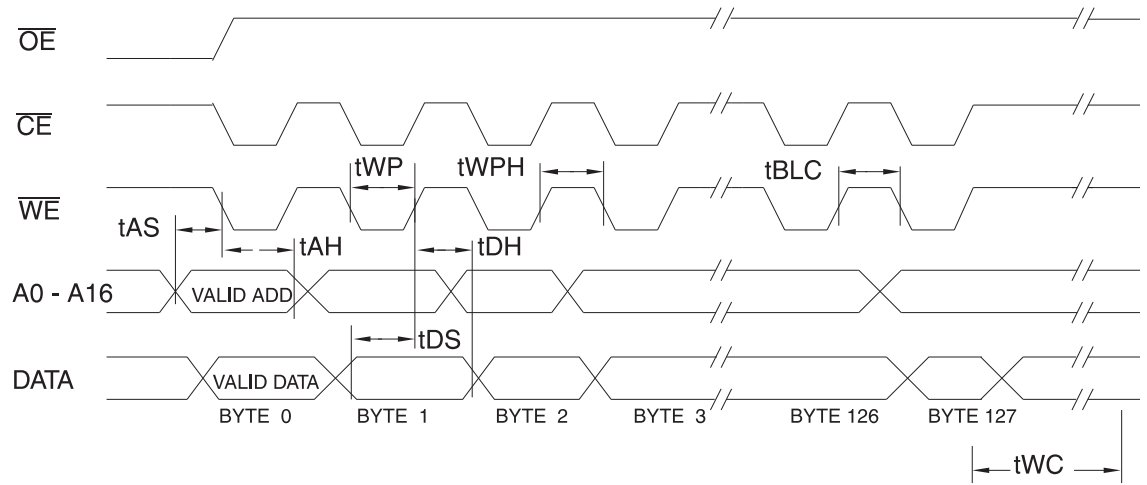 OE
CE
tWP tWPH tBLC
WE
tAS tAH tDH
A0 - A16 VALID ADD
tDS
DATA VALID DATA
BYTE 0 BYTE 1 BYTE 2 BYTE 3 BYTE 126 BYTE 127
tWC